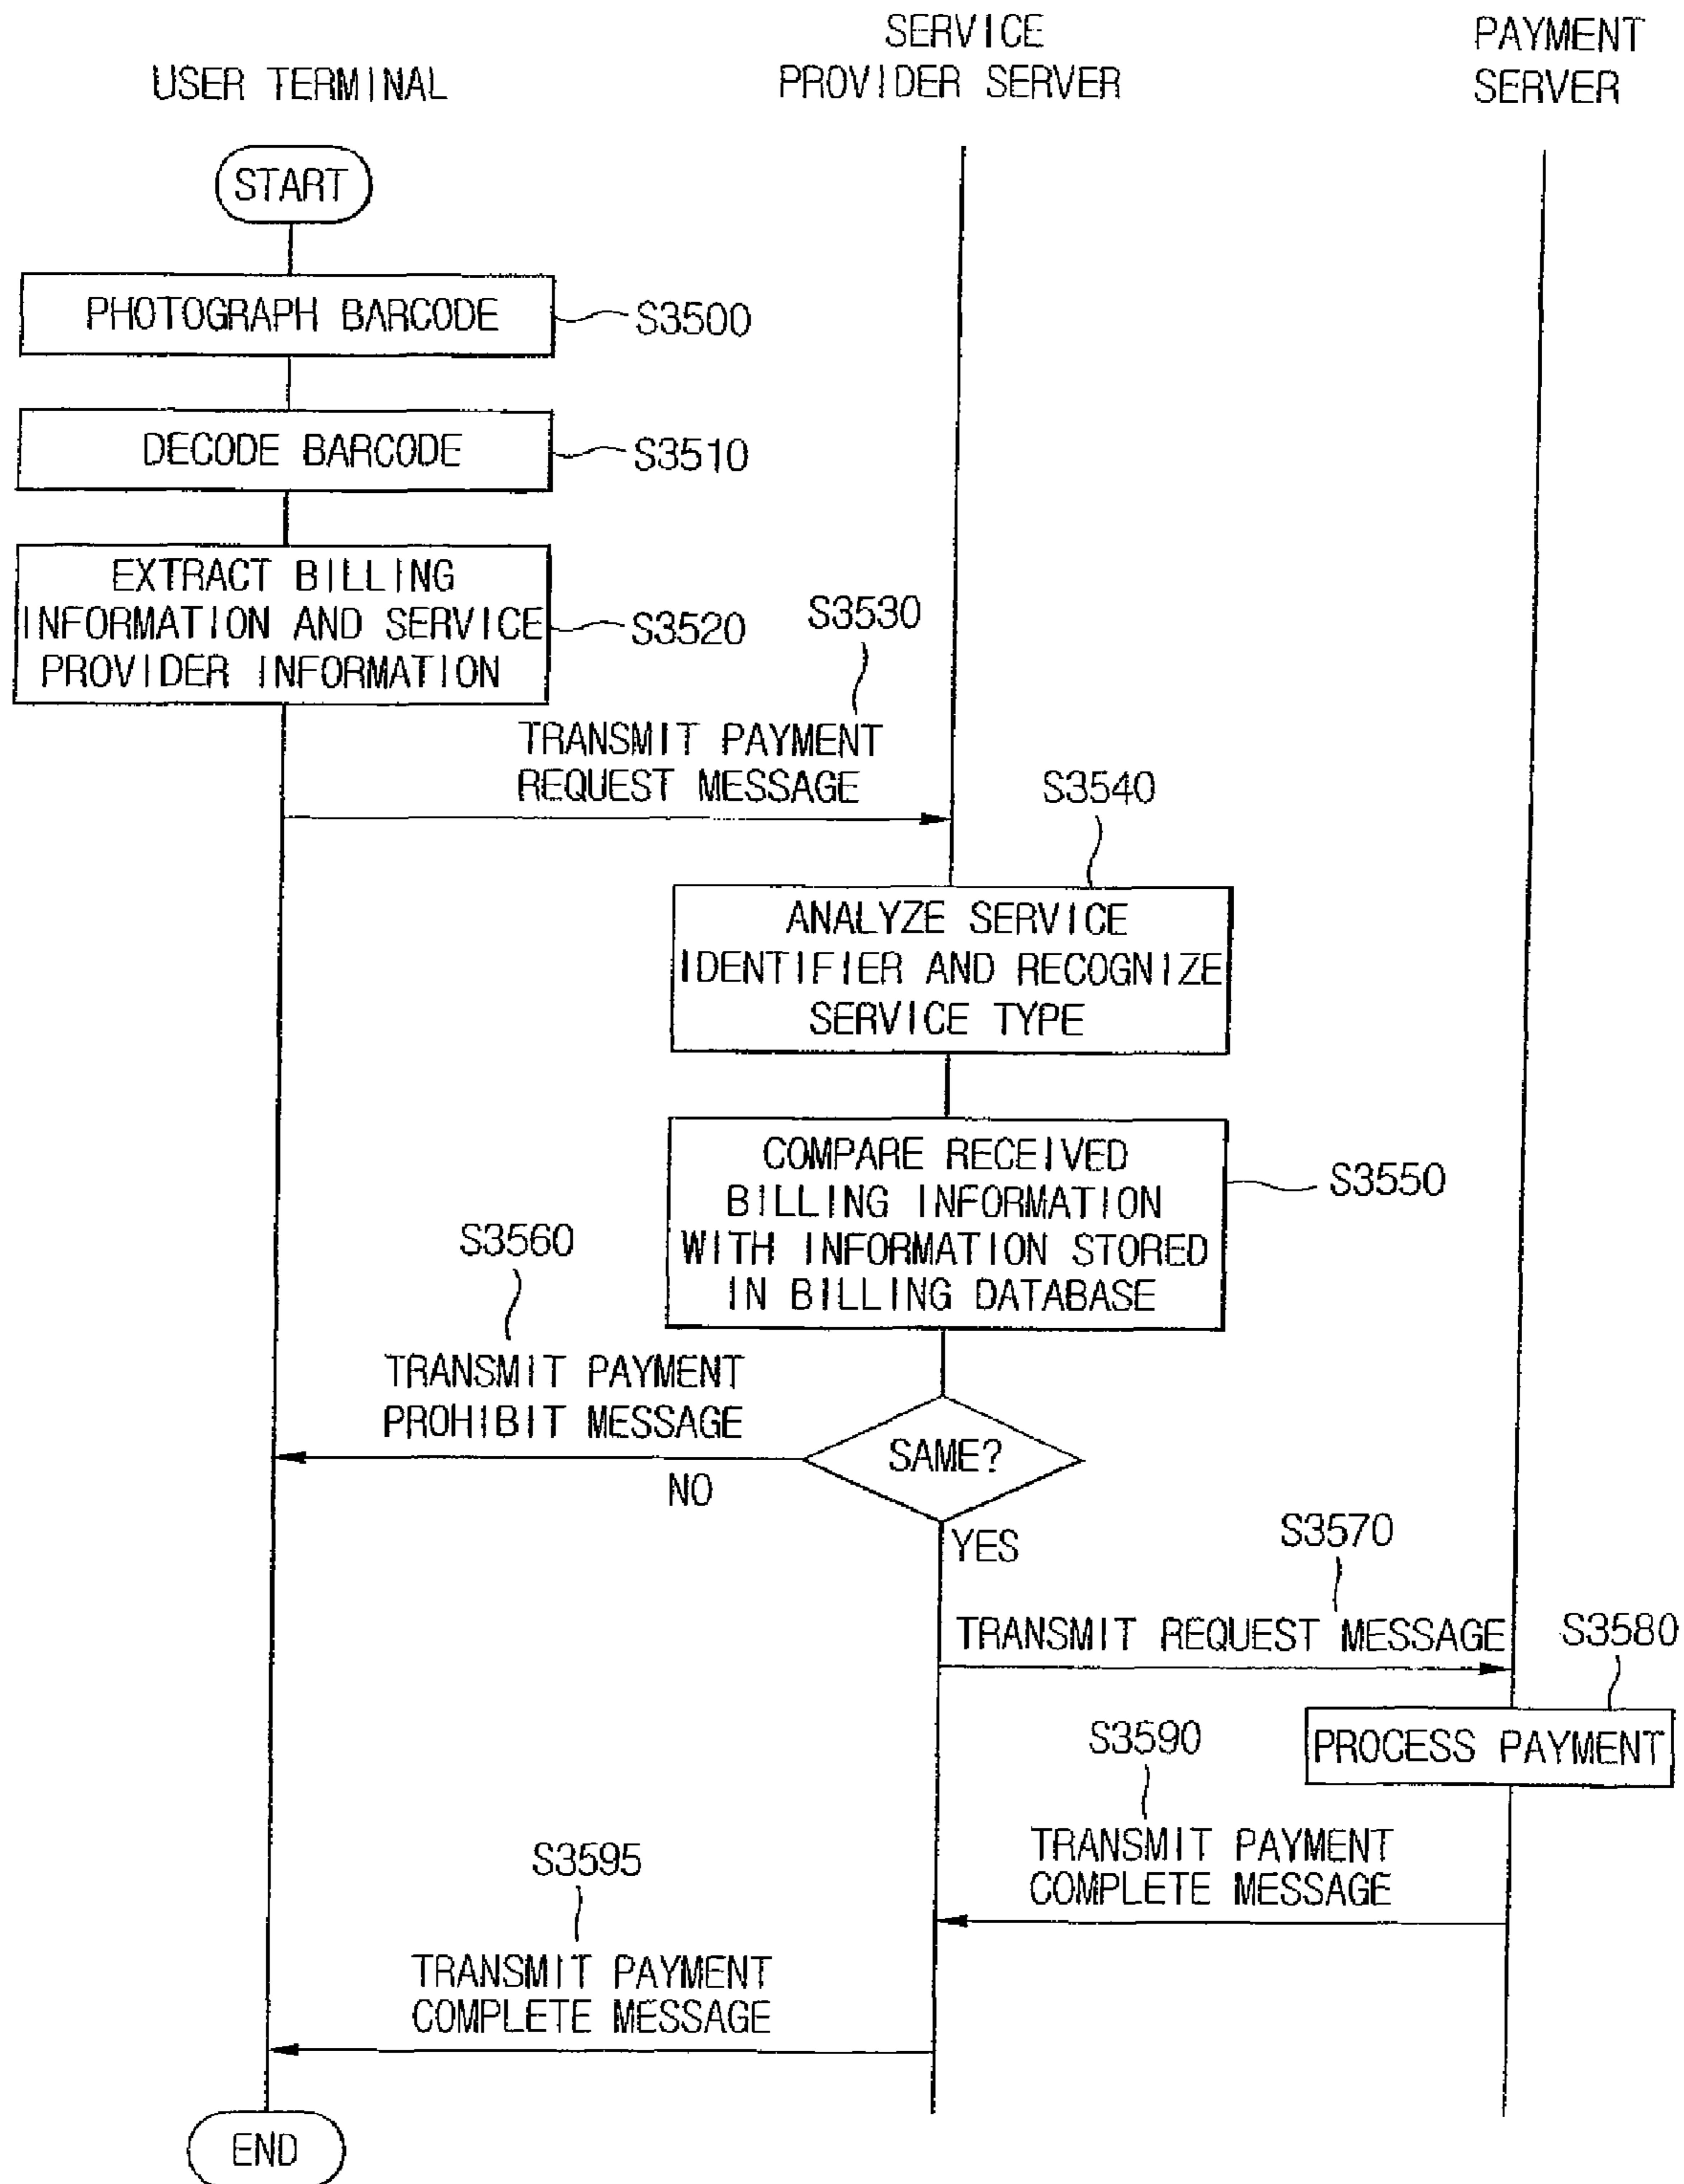 USER TERMINAL
SERVICE
PROVIDER SERVER
PAYMENT
SERVER
START
PHOTOGRAPH BARCODE
S3500
DECODE BARCODE
S3510
EXTRACT BILLING
INFORMATION AND SERVICE
PROVIDER INFORMATION
S3520
S3530
TRANSMIT PAYMENT
REQUEST MESSAGE
S3540
ANALYZE SERVICE
IDENTIFIER AND RECOGNIZE
SERVICE TYPE
COMPARE RECEIVED
BILLING INFORMATION
WITH INFORMATION STORED
IN BILLING DATABASE
S3550
S3560
TRANSMIT PAYMENT
PROHIBIT MESSAGE
SAME?
NO
YES
S3570
TRANSMIT REQUEST MESSAGE
S3580
PROCESS PAYMENT
S3590
TRANSMIT PAYMENT
COMPLETE MESSAGE
S3595
TRANSMIT PAYMENT
COMPLETE MESSAGE
END